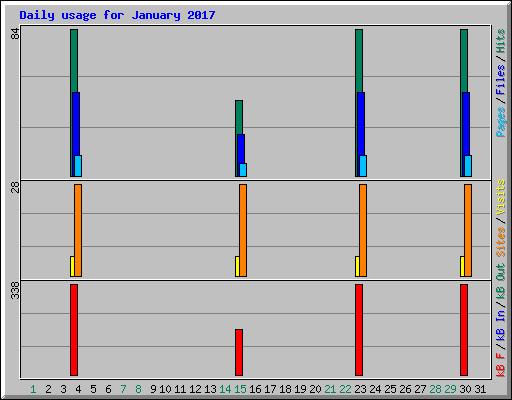 Daily usage for January 2017
84
28
338
Pages / Files / Hits
Sites / Visits
kB F / kB In / kB Out
1 2 3 4 5 6 7 8 9 10 11 12 13 14 15 16 17 18 19 20 21 22 23 24 25 26 27 28 29 30 31